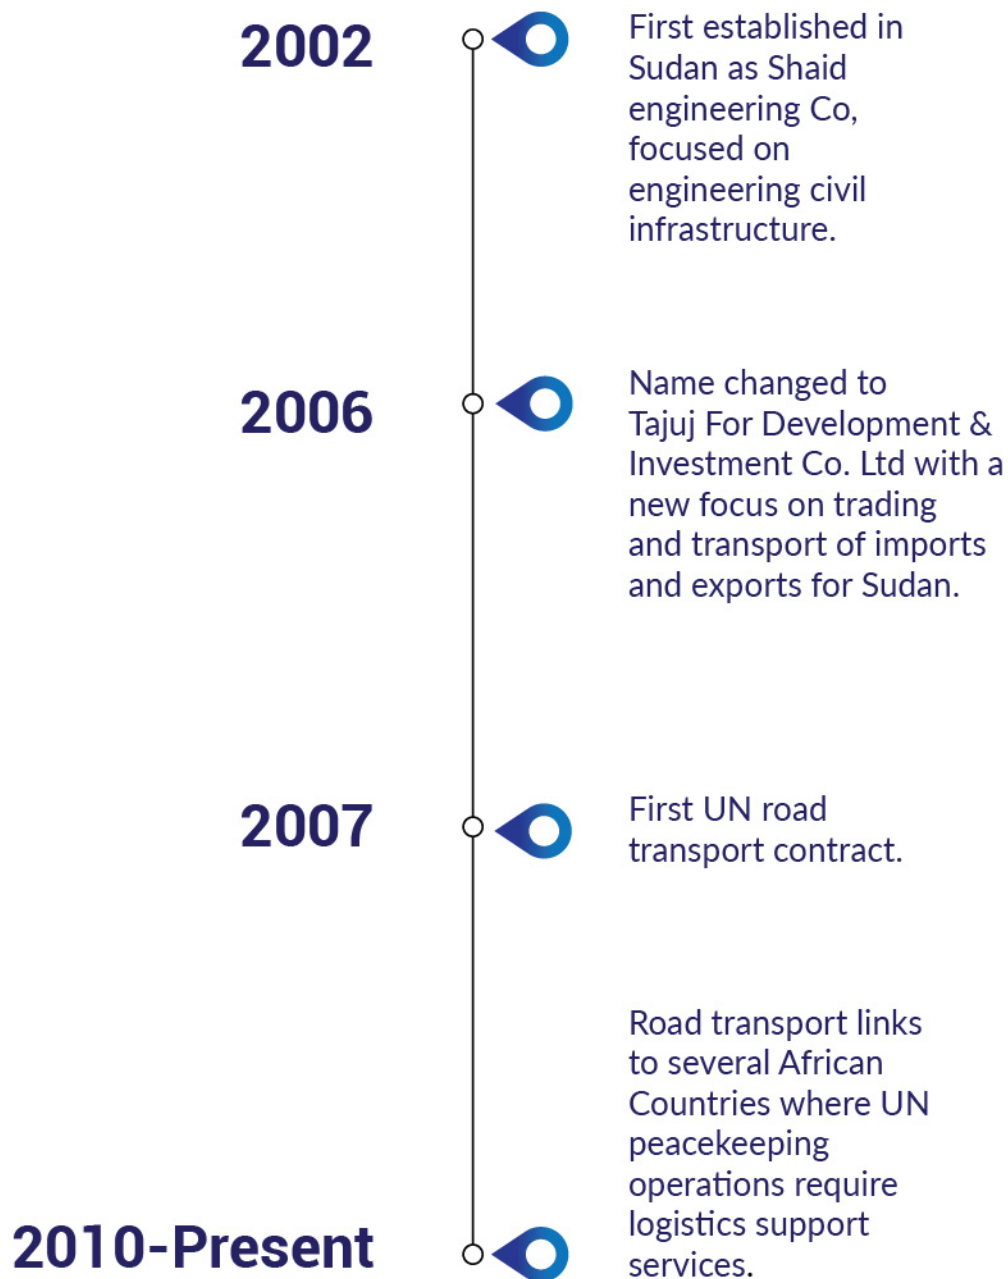 2002
First established in
Sudan as Shaid
engineering Co,
focused on
engineering civil
infrastructure.
2006
Name changed to
Tajuj For Development &
Investment Co. Ltd with a
new focus on trading
and transport of imports
and exports for Sudan.
2007
First UN road
transport contract.
2010-Present
Road transport links
to several African
Countries where UN
peacekeeping
operations require
logistics support
services.